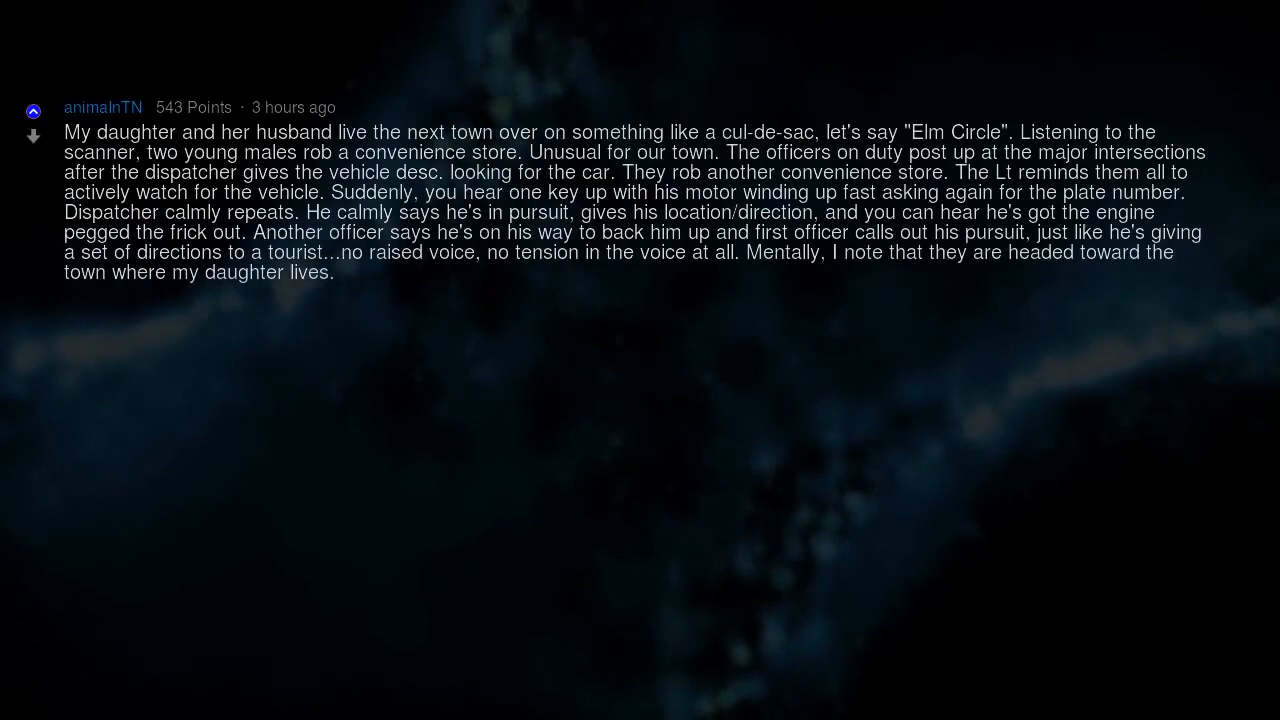 animalnTN 543 Points · 3 hours ago
My daughter and her husband live the next town over on something like a cul-de-sac, let's say "Elm Circle". Listening to the
scanner, two young males rob a convenience store. Unusual for our town. The officers on duty post up at the major intersections
after the dispatcher gives the vehicle desc. looking for the car. They rob another convenience store. The Lt reminds them all to
actively watch for the vehicle. Suddenly, you hear one key up with his motor winding up fast asking again for the plate number.
Dispatcher calmly repeats. He calmly says he's in pursuit, gives his location/direction, and you can hear he's got the engine
pegged the frick out. Another officer says he's on his way to back him up and first officer calls out his pursuit, just like he's giving
a set of directions to a tourist...no raised voice, no tension in the voice at all. Mentally, I note that they are headed toward the
town where my daughter lives.